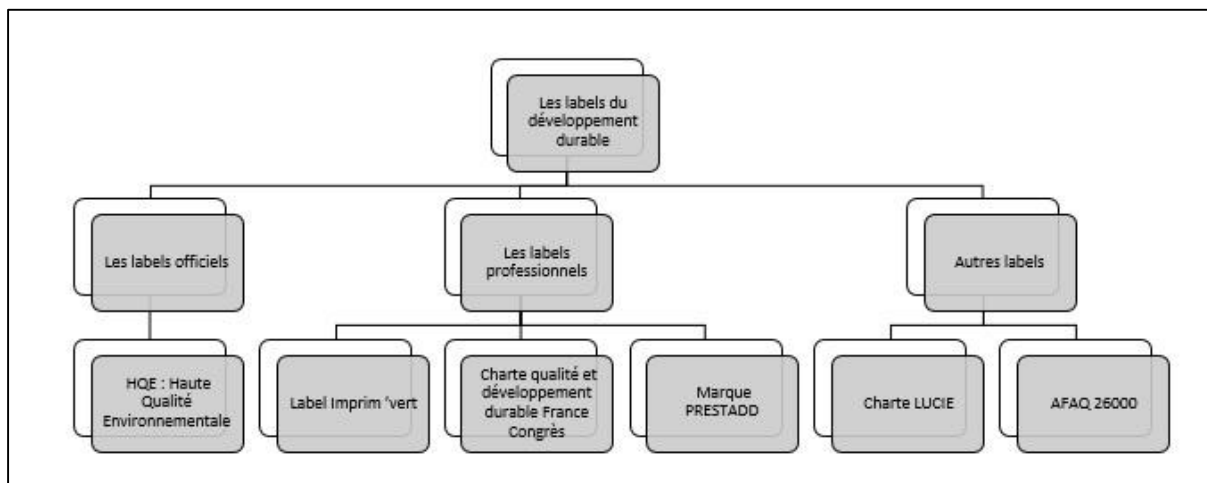 Les labels du
développement
durable
Les labels officiels
Les labels
professionnels
Autres labels
HQE : Haute
Qualité
Environnementale
Label Imprim ‘vert
Charte qualité et
développement
durable France
Congrès
Marque
PRESTADD
Charte LUCIE
AFAQ 26000